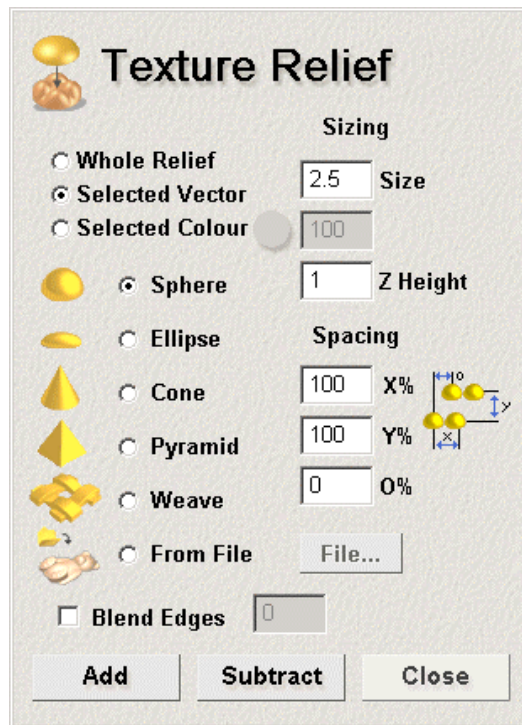 Texture Relief
Sizing
Whole Relief
Selected Vector
Selected Colour
2.5 Size
100
1 Z Height
Sphere
Ellipse
Cone
Pyramid
Weave
From File
Spacing
100 X%
100 Y%
0 O%
o
y
x
File...
Blend Edges 0
Add Subtract Close